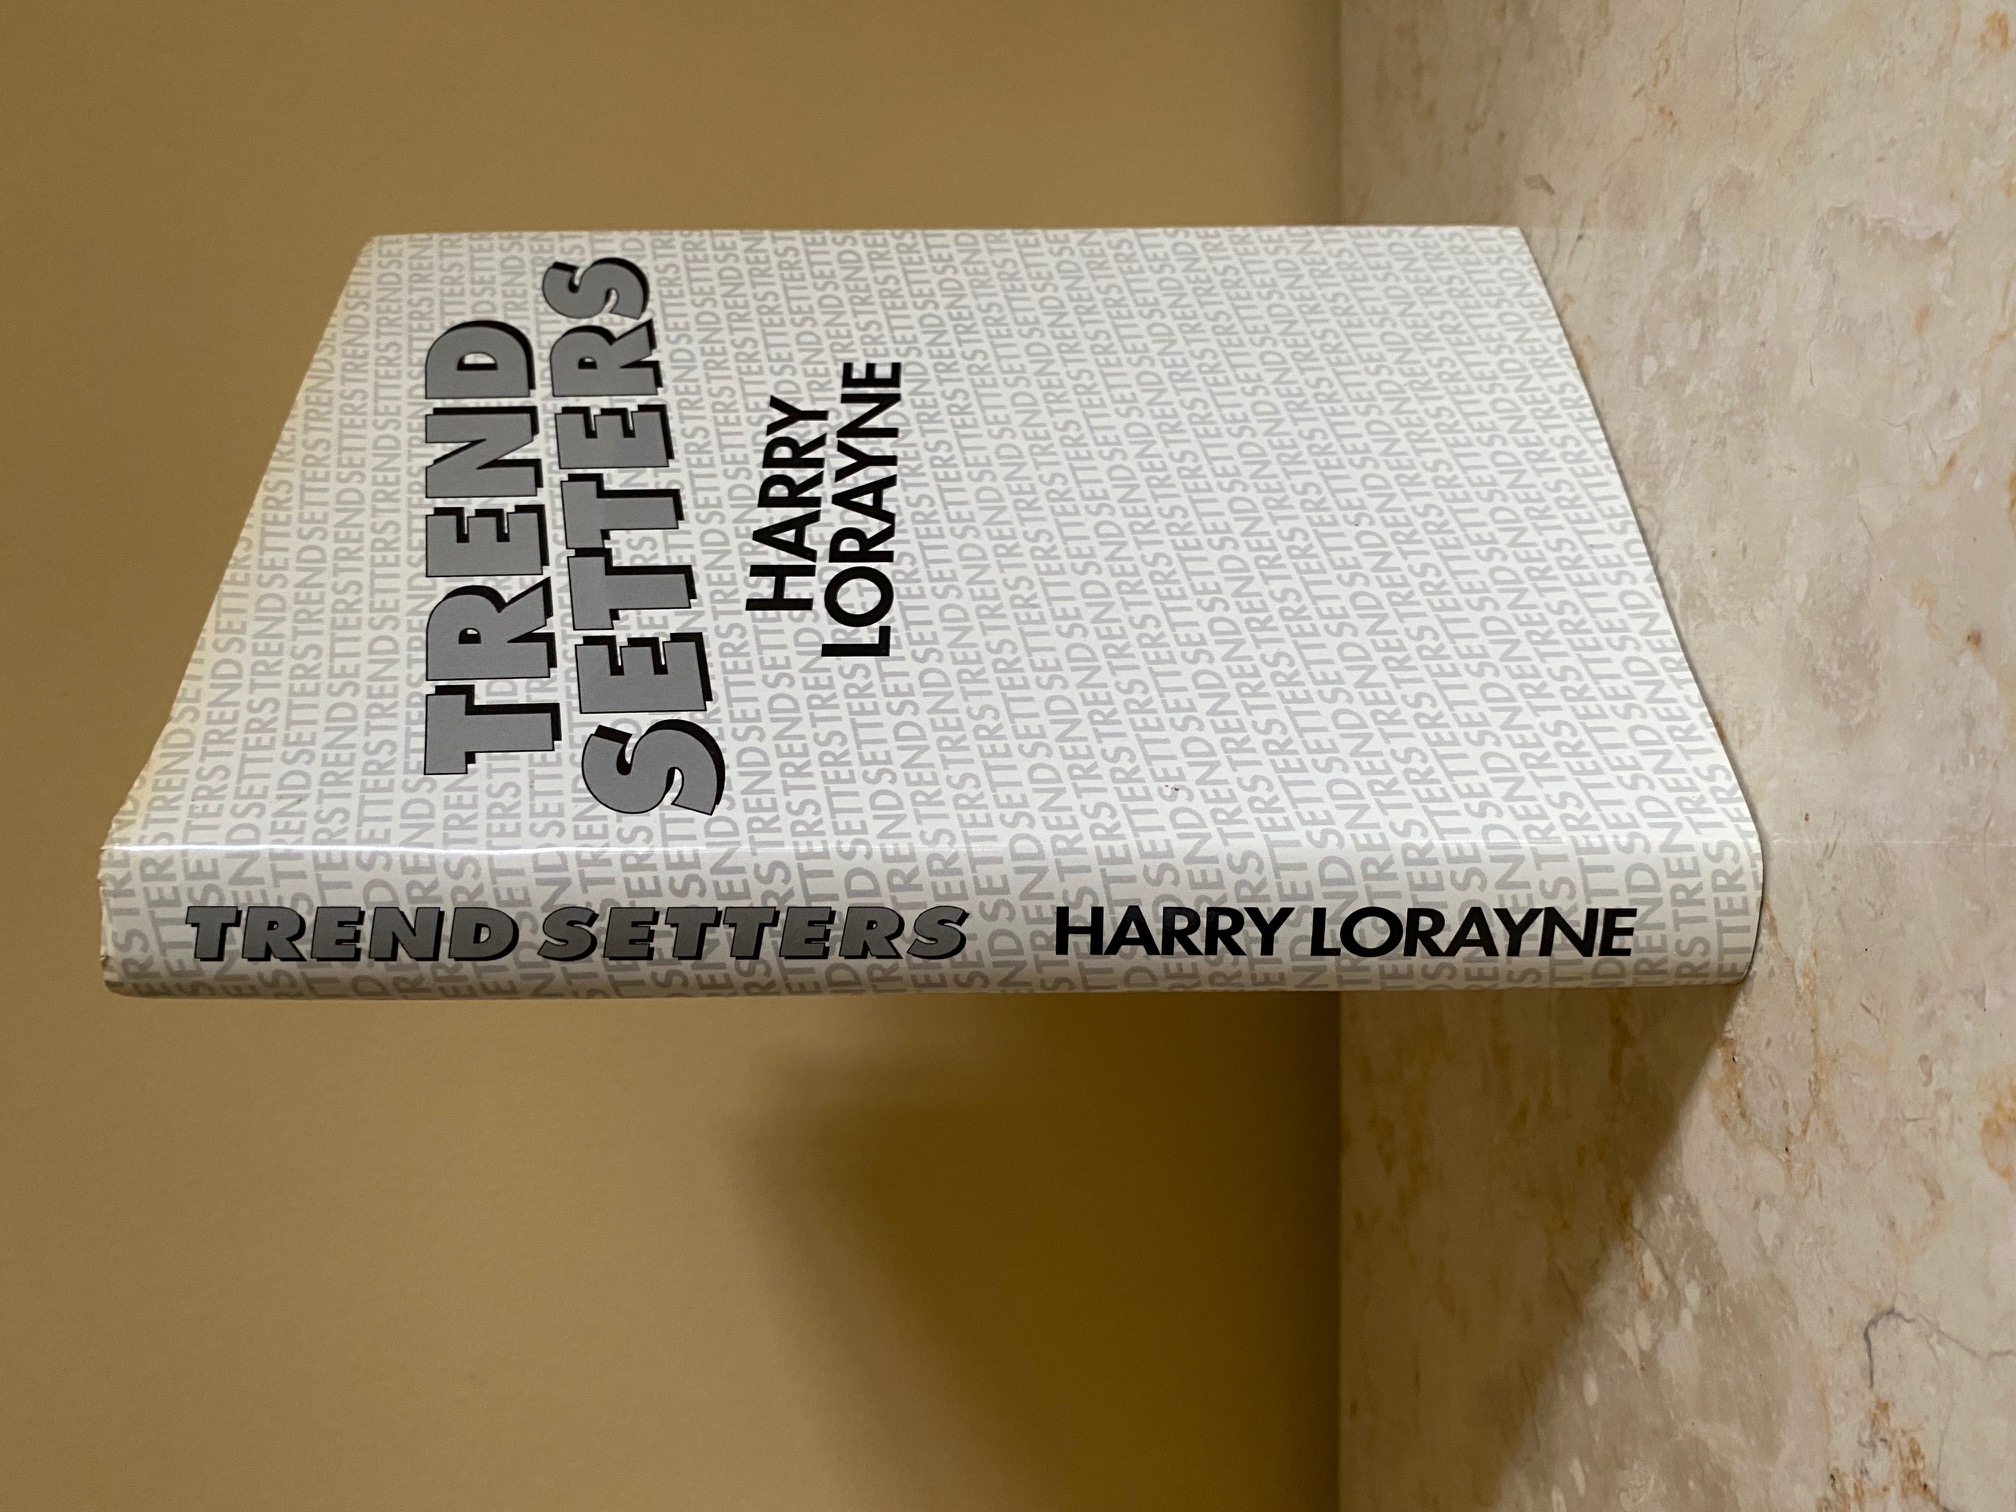 TREND
SETTERS
HARRY
LORAYNE
TREND SETTERS HARRY LORAYNE